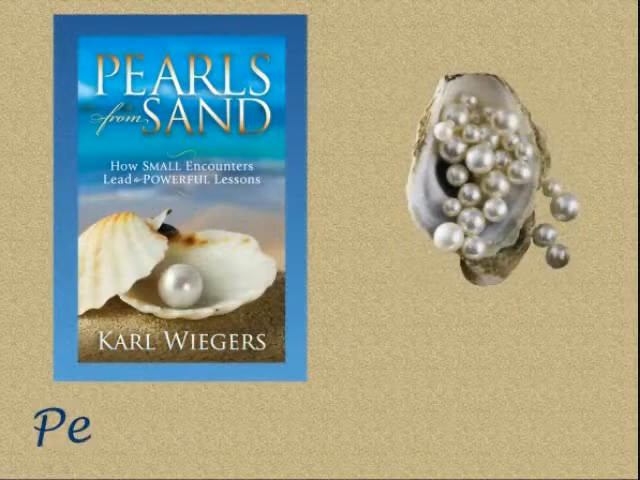 PEARLS
from SAND
How SMALL Encounters
Lead to POWERFUL Lessons
KARL WIEGERS
Pe